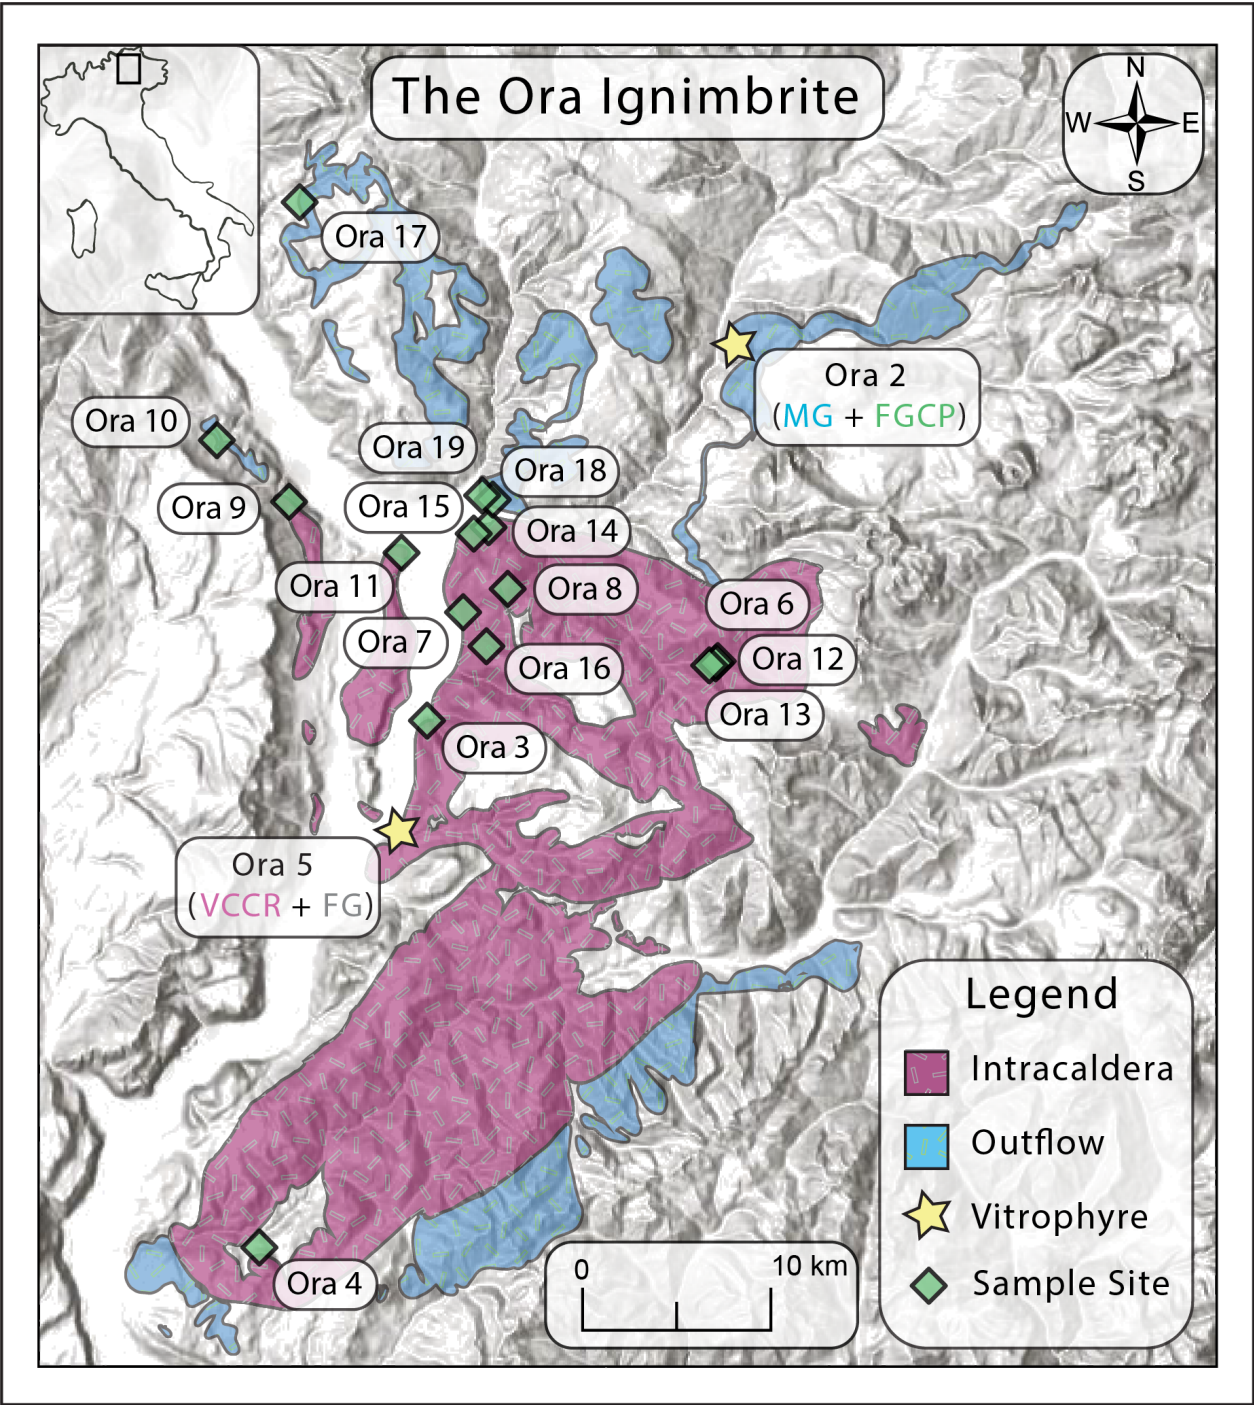 The Ora Ignimbrite
N
W
E
S
Ora 17
Ora 2
(MG + FGCP)
Ora 10
Ora 19
Ora 18
Ora 9
Ora 15
Ora 14
Ora 11
Ora 8
Ora 6
Ora 7
Ora 16
Ora 12
Ora 13
Ora 3
Ora 5
(VCCR + FG)
Legend
Intracaldera
Outflow
Vitrophyre
Sample Site
Ora 4
0
10 km